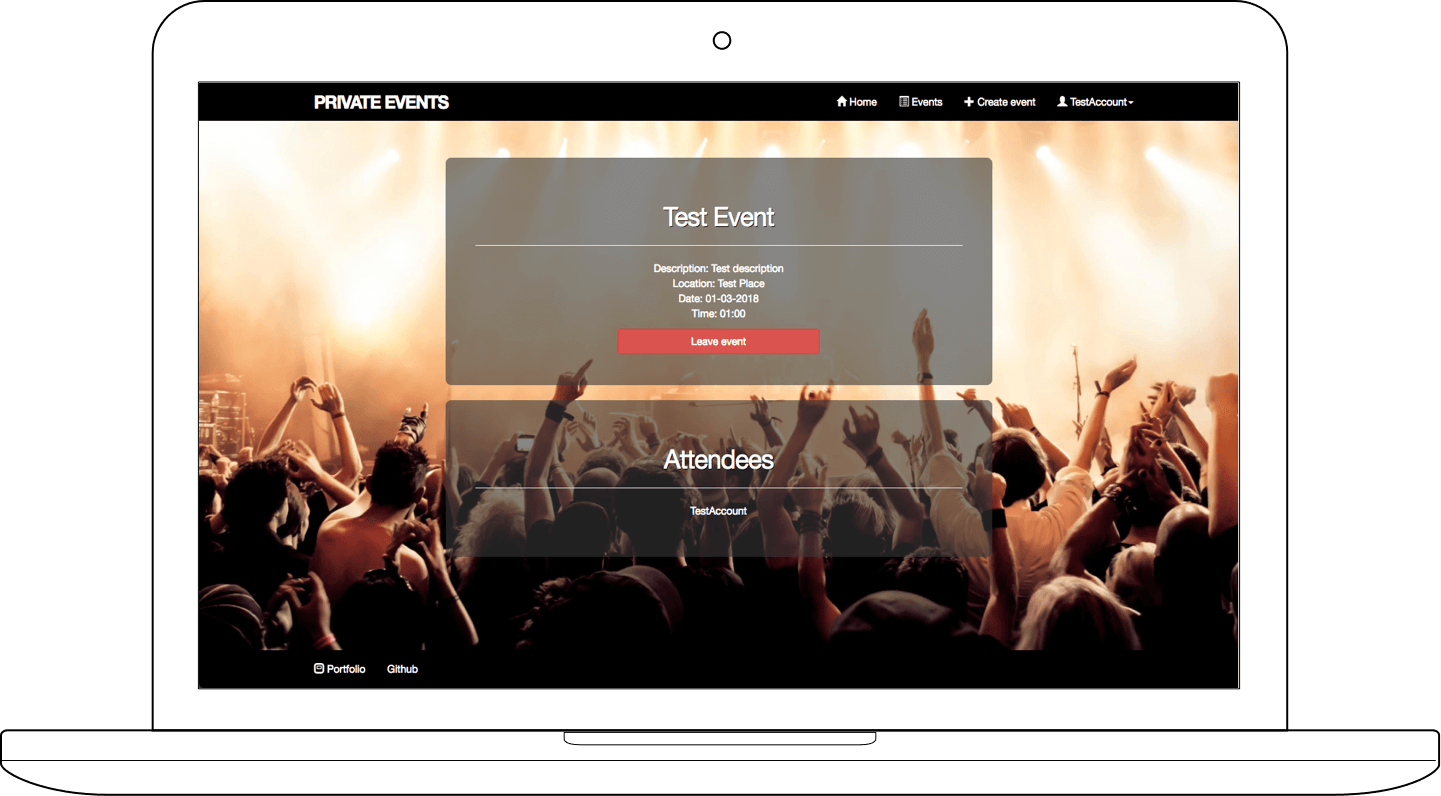 PRIVATE EVENTS
Home Events Create event TestAccount
Test Event
Description: Test description
Location: Test Place
Date: 01-03-2018
Time: 01:00
Leave event
Attendees
TestAccount
Portfolio Github